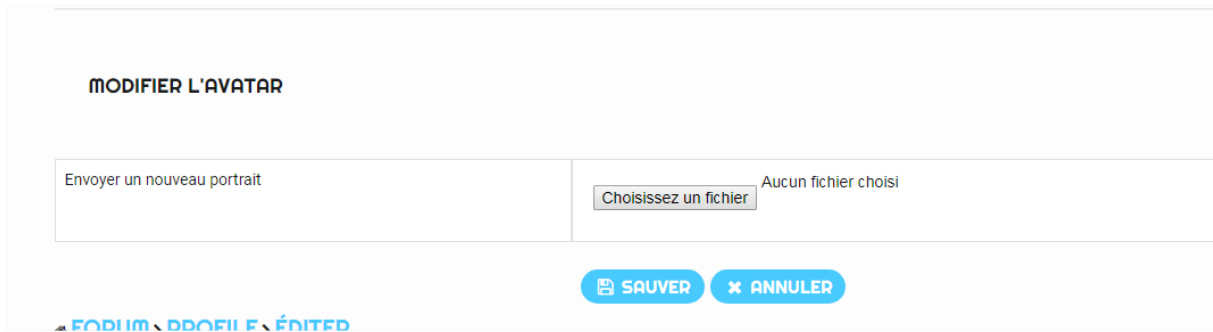 MODIFIER L'AVATAR
Envoyer un nouveau portrait
Choisissez un fichier Aucun fichier choisi
SAUVER ANNULER
FORUM › PROFILE › ÉDITER